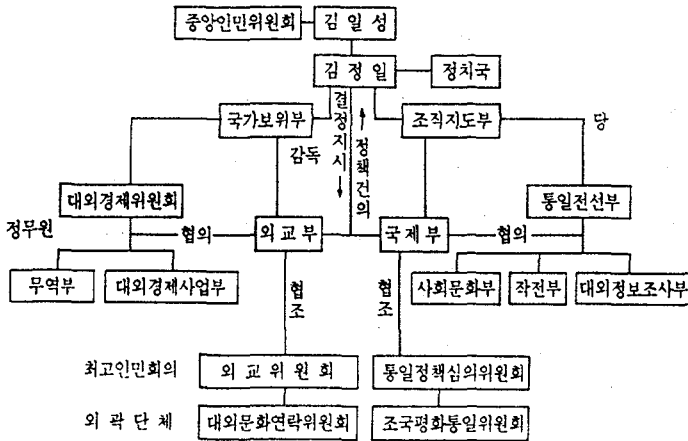 중앙인민위원회 김일성
김정일 정치국
국가보위부 결정지시 정책건의 조직지도부 당
감독
대외경제위원회 통일전선부
정무원 협의 외교부 국제부 협의
무역부 대외경제사업부 사회문화부 작전부 대외정보조사부
협조 협조
최고인민회의 외교위원회 통일정책심의위원회
외곽단체 대외문화연락위원회 조국평화통일위원회